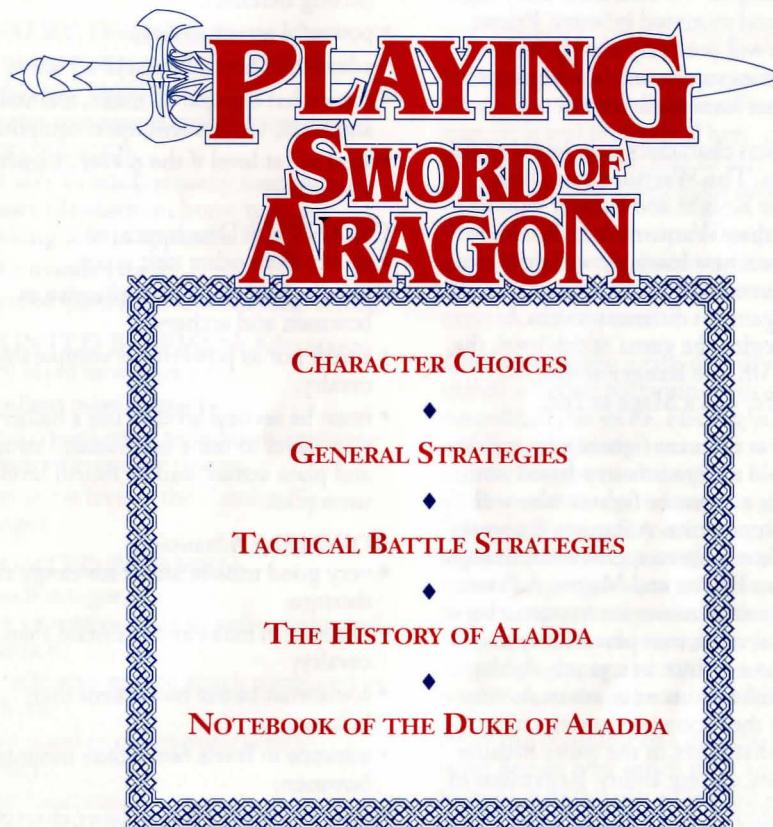 PLAYING
SWORD OF
ARAGON
CHARACTER CHOICES
GENERAL STRATEGIES
TACTICAL BATTLE STRATEGIES
THE HISTORY OF ALADDA
NOTEBOOK OF THE DUKE OF ALADDA